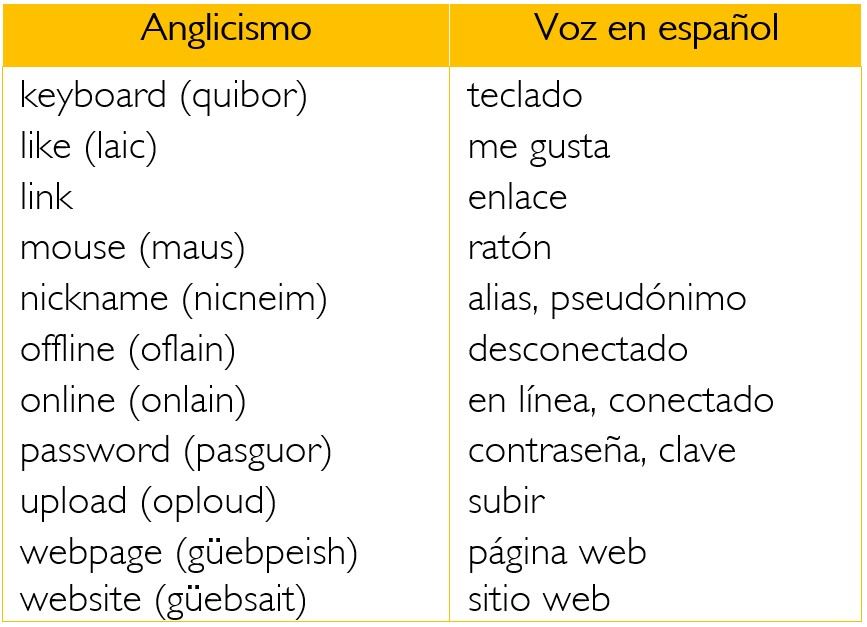 Anglicismo Voz en español
keyboard (quibor) teclado
like (laic) me gusta
link enlace
mouse (maus) ratón
nickname (nicneim) alias, pseudónimo
offline (oflain) desconectado
online (onlain) en línea, conectado
password (pasguor) contraseña, clave
upload (oploud) subir
webpage (güebpeish) página web
website (güebsait) sitio web